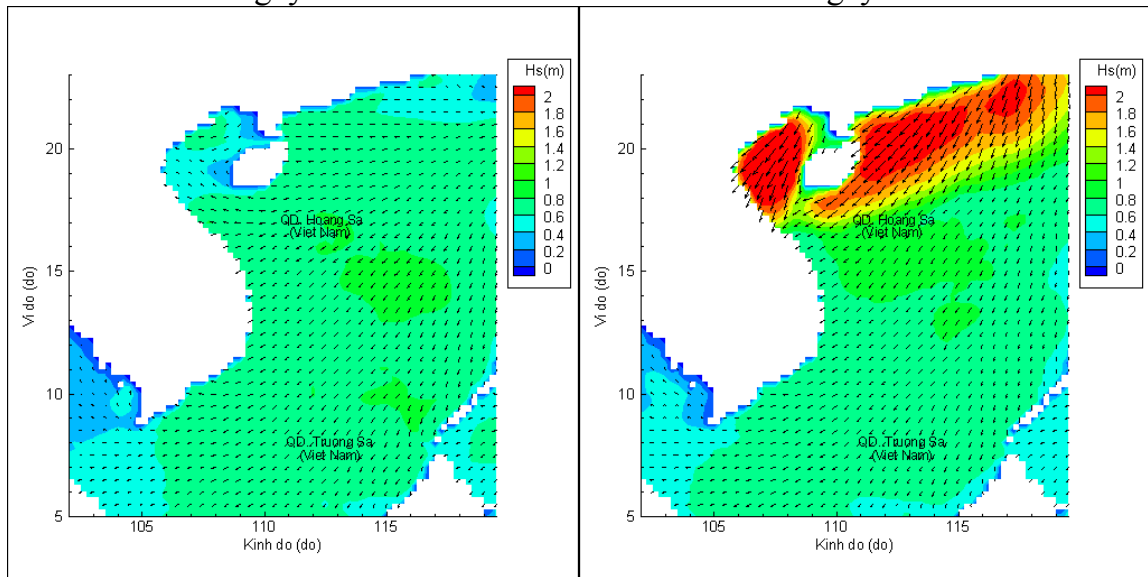 Hs(m)
2
1.8
1.6
1.4
1.2
1
0.8
0.6
0.4
0.2
0
20
15
10
5
105
110
115
Vi do (do)
Kinh do (do)
QD. Hoang Sa
(Viet Nam)
QD. Truong Sa
(Viet Nam)
Hs(m)
2
1.8
1.6
1.4
1.2
1
0.8
0.6
0.4
0.2
0
20
15
10
5
105
110
115
Vi do (do)
Kinh do (do)
QD. Hoang Sa
(Viet Nam)
QD. Truong Sa
(Viet Nam)